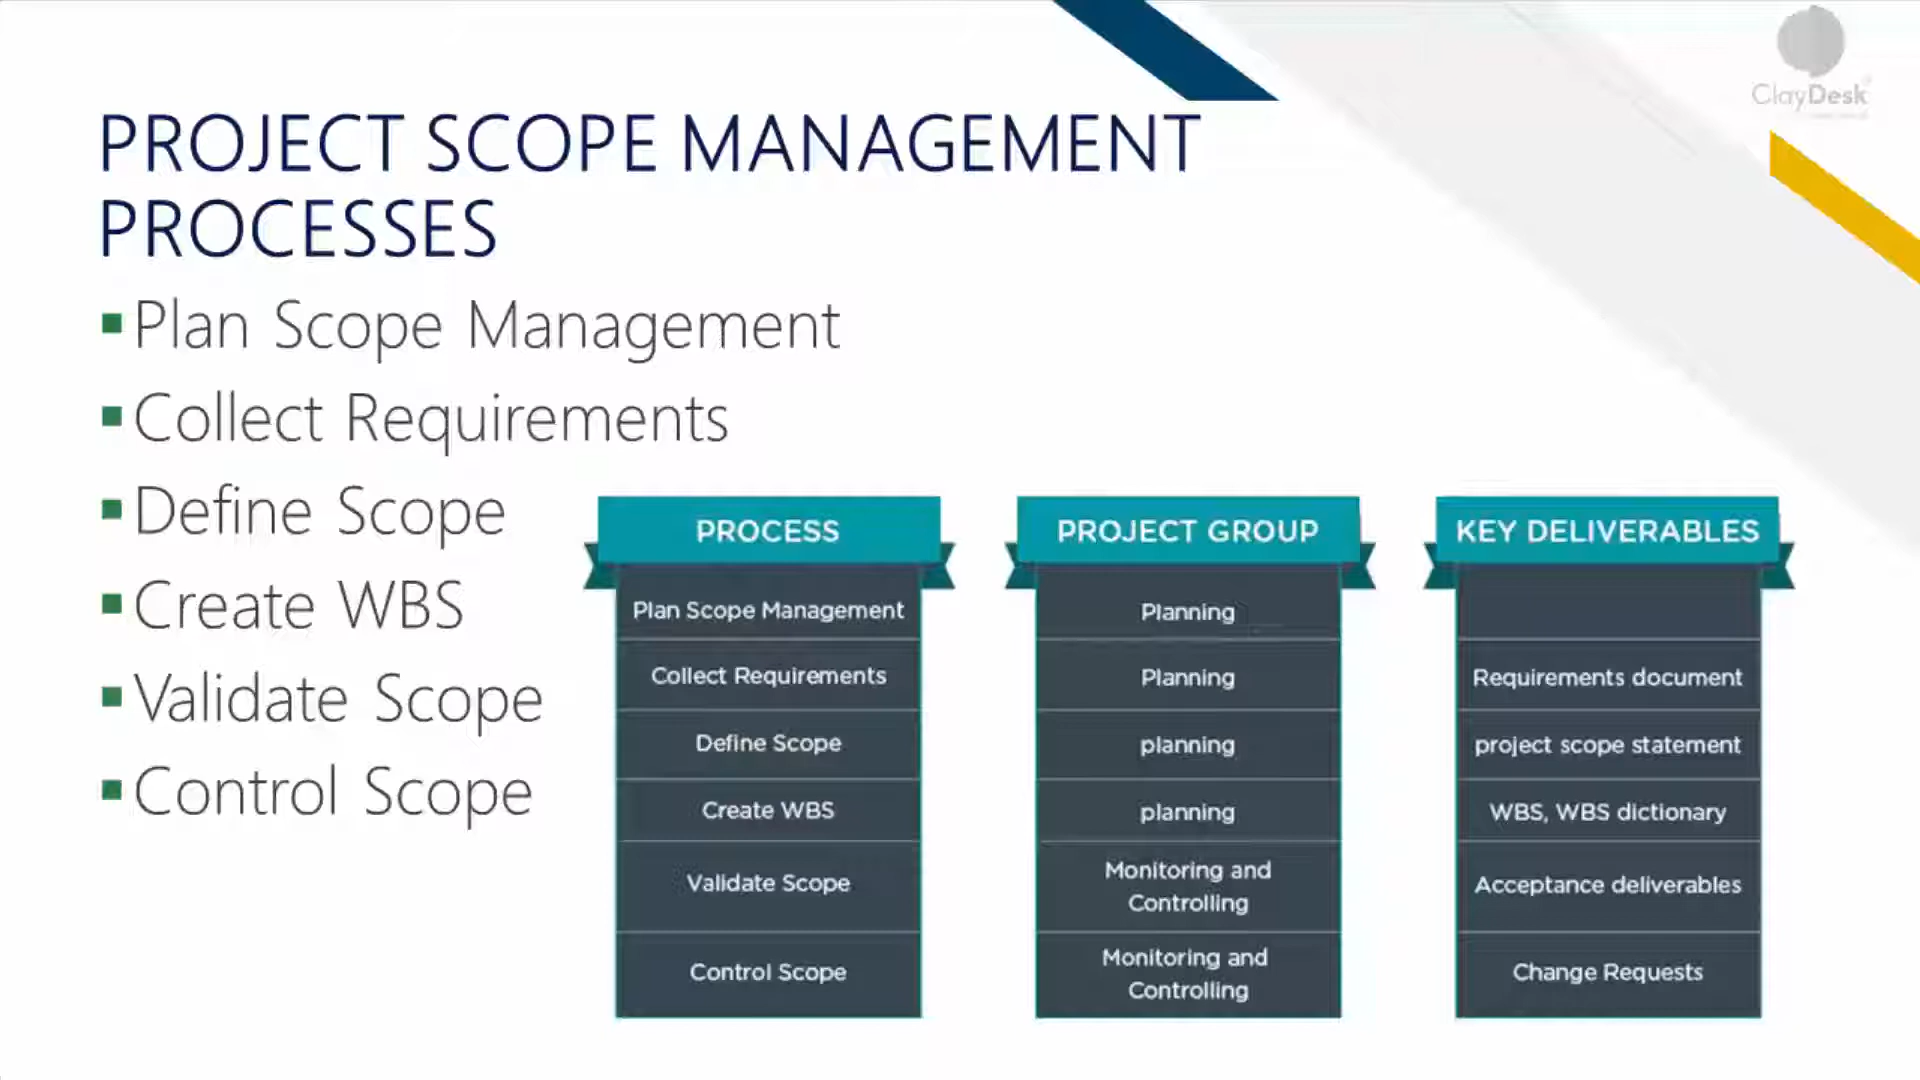 ClayDesk
PROJECT SCOPE MANAGEMENT
PROCESSES
Plan Scope Management
Collect Requirements
Define Scope
Create WBS
Validate Scope
Control Scope
PROCESS
Plan Scope Management
Collect Requirements
Define Scope
Create WBS
Validate Scope
Control Scope
PROJECT GROUP
Planning
Planning
planning
planning
Monitoring and
Controlling
Monitoring and
Controlling
KEY DELIVERABLES
Requirements document
project scope statement
WBS, WBS dictionary
Acceptance deliverables
Change Requests